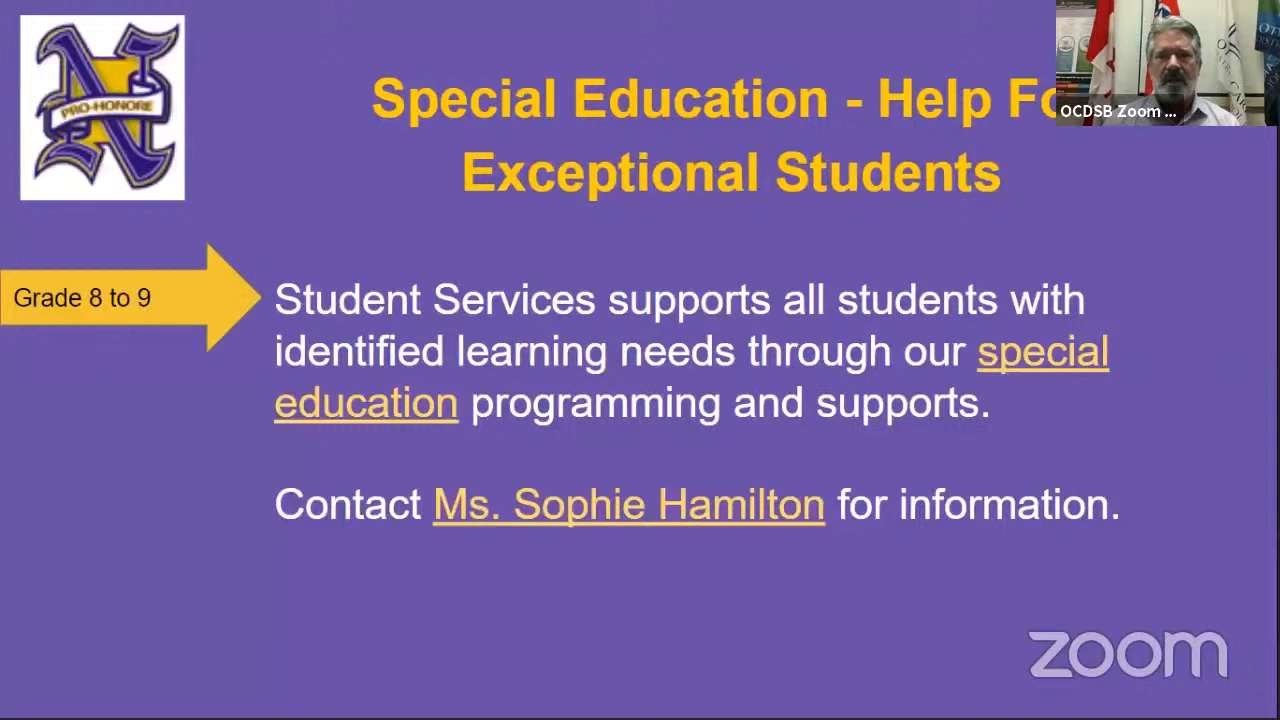 PRO-HONORE
Special Education - Help Fo
Exceptional Students
OCDSB Zoom ...
Grade 8 to 9
Student Services supports all students with
identified learning needs through our special
education programming and supports.
Contact Ms. Sophie Hamilton for information.
zoom